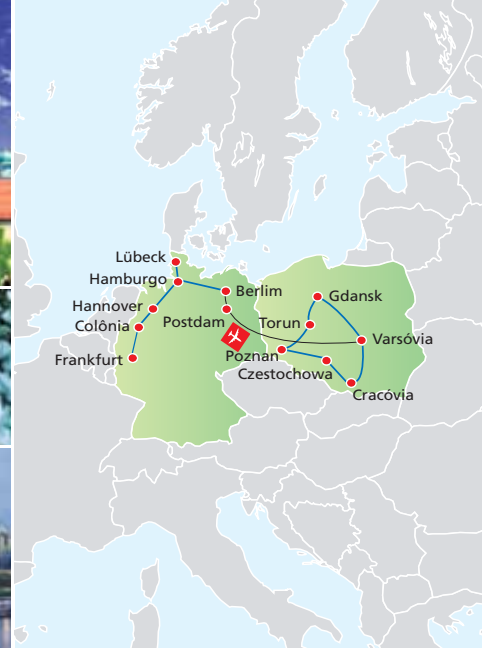 Lübeck
Hamburgo
Berlim
Gdansk
Hannover
Colônia
Postdam
Torun
Varsóvia
Frankfurt
Poznan
Czestochowa
Cracóvia